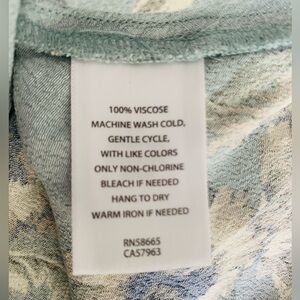 100% VISCOSE
MACHINE WASH COLD,
GENTLE CYCLE,
WITH LIKE COLORS
ONLY NON-CHLORINE
BLEACH IF NEEDED
HANG TO DRY
WARM IRON IF NEEDED
RN58665
CA57963